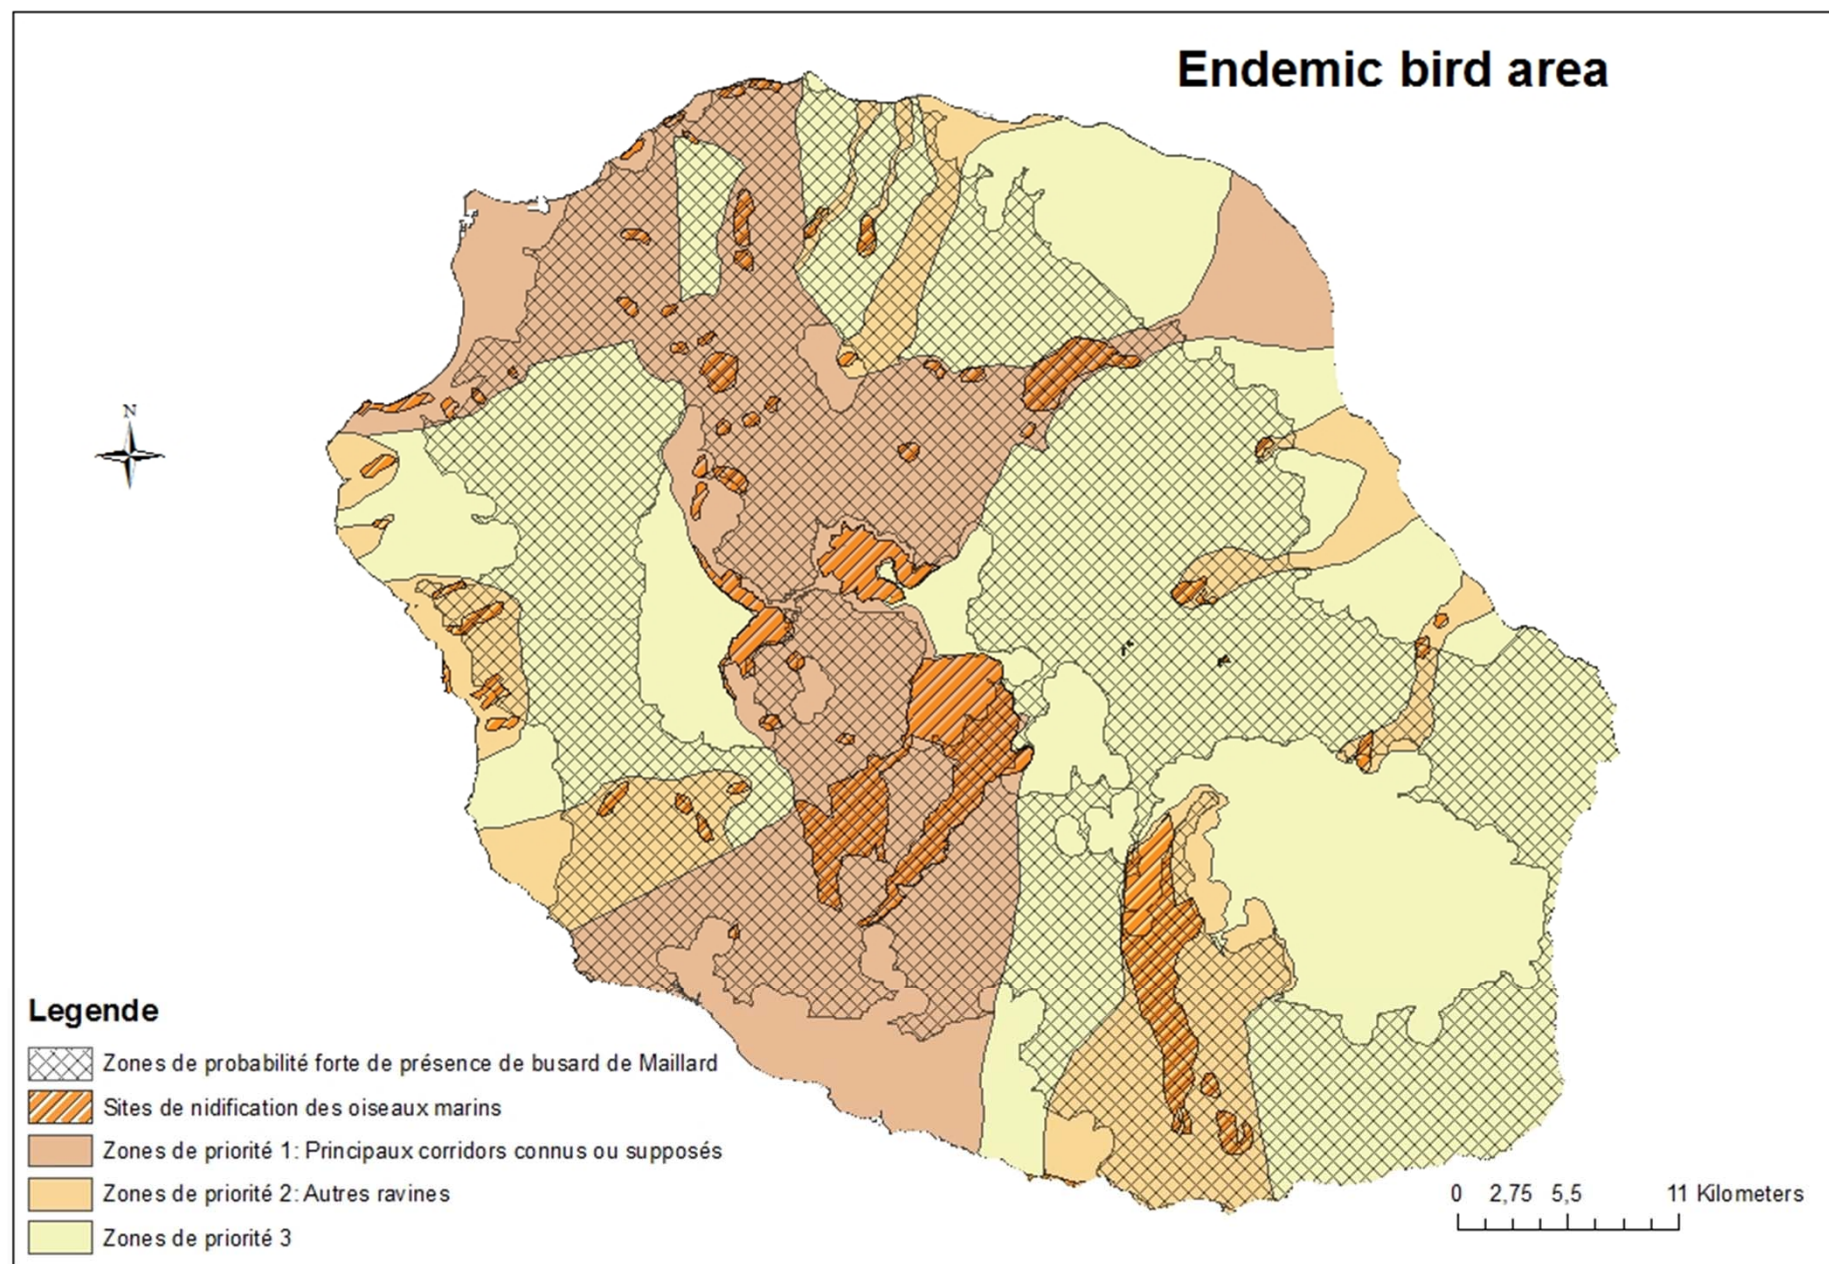 Endemic bird area
N
Legende
Zones de probabilité forte de présence de busard de Maillard
Sites de nidification des oiseaux marins
Zones de priorité 1: Principaux corridors connus ou supposés
Zones de priorité 2: Autres ravines
Zones de priorité 3
0 2,75 5,5 11 Kilometers